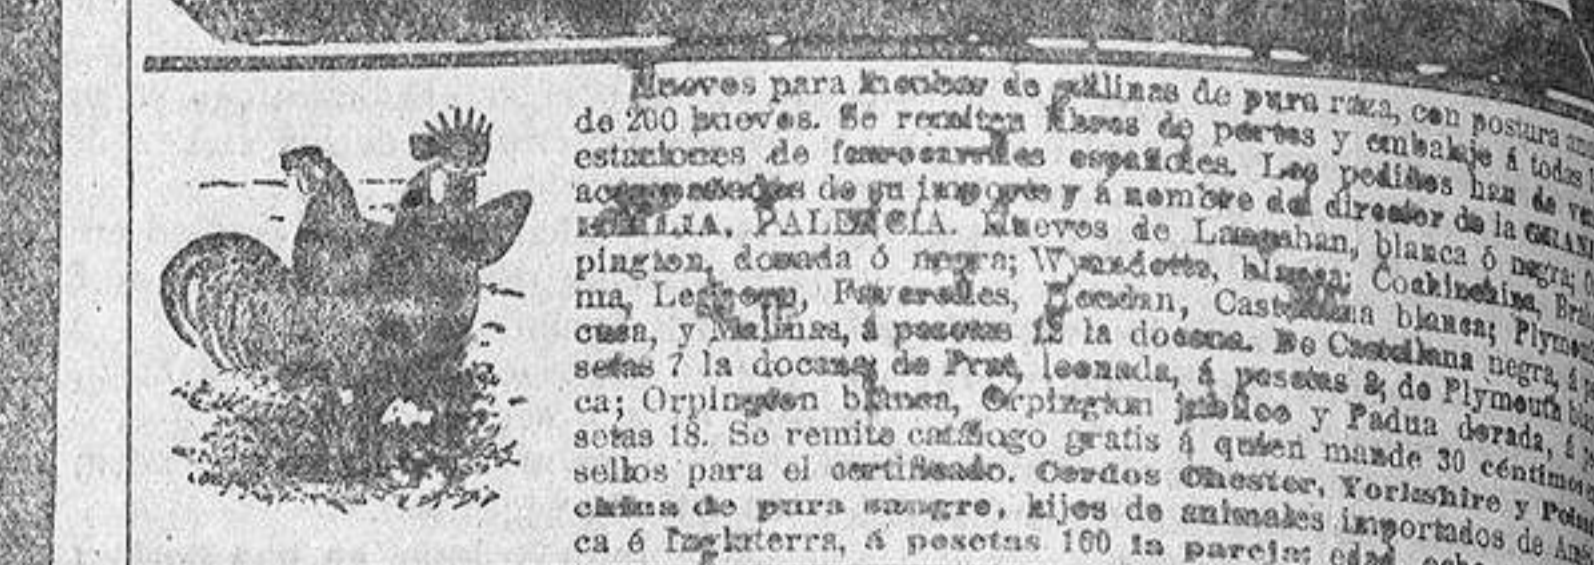 Huevos para incubar de gallinas de pura raza, con postura
de 200 huevos. Se remiten libres de portes y embalaje á todas
estaciones de ferrocarriles españoles. Los pedidos han de
acompañados de su importe y á nombre del director de la
EMILIA, PALENCIA. Huevos de Langshan, blanca ó negra;
pington, dorada ó negra; Wyandotte, blanca; Cochinchina,
ma, Leghorn, Faverolles, Houdan, Castellana blanca;
cusa, y Malinas, á pesetas 12 la docena. De Castellana negra, á
setas 7 la docena; de Prat, leonada, á pesetas 8; de Plymouth
ca; Orpington blanca, Orpington jubileo y Padua dorada, á
setas 18. Se remite catálogo gratis á quien mande 30 céntimos
sellos para el certificado. Cerdos Chester, Yorkshire y
china de pura sangre, hijos de animales importados de
ca é Inglaterra, á pesetas 100 la pareja; edad